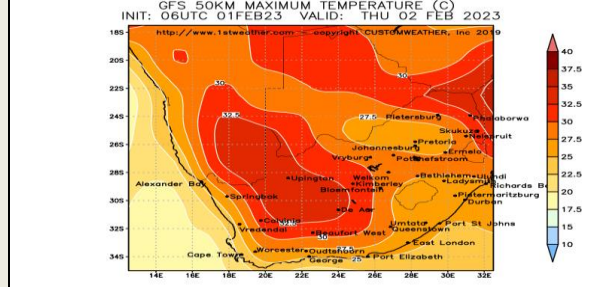 GFS 50KM MAXIMUM TEMPERATURE (C)
INIT: 06UTC 01FEB23 VALID: THU 02 FEB 2023
18S http://www.1stweather.com -- copyright CUSTOMWEATHER, Inc 2019
40
20S 30 30 37.5
35
22S 32.5
24S 32.5 27.5 Pietersburg Phalaborwa 30
Skukuza
Nelspruit 27.5
26S Johannesburg Pretoria
Vryburg Potchefstroom Ermelo 25
28S Upington Welkom Bethlehem Ulundi 22.5
Alexander Bay Kimberley Ladysmith
Bloemfontein Richards B
30S Springbok Pietermaritzburg 20
De Aar Durban
17.5
32S Calvinia Umtata Port St Johns
Vredendal 32.5 Beaufort West Queenstown 15
30
34S Worcester Oudtshoorn 27.5 East London
Cape Town George 25 Port Elizabeth 10
14E 16E 18E 20E 22E 24E 26E 28E 30E 32E